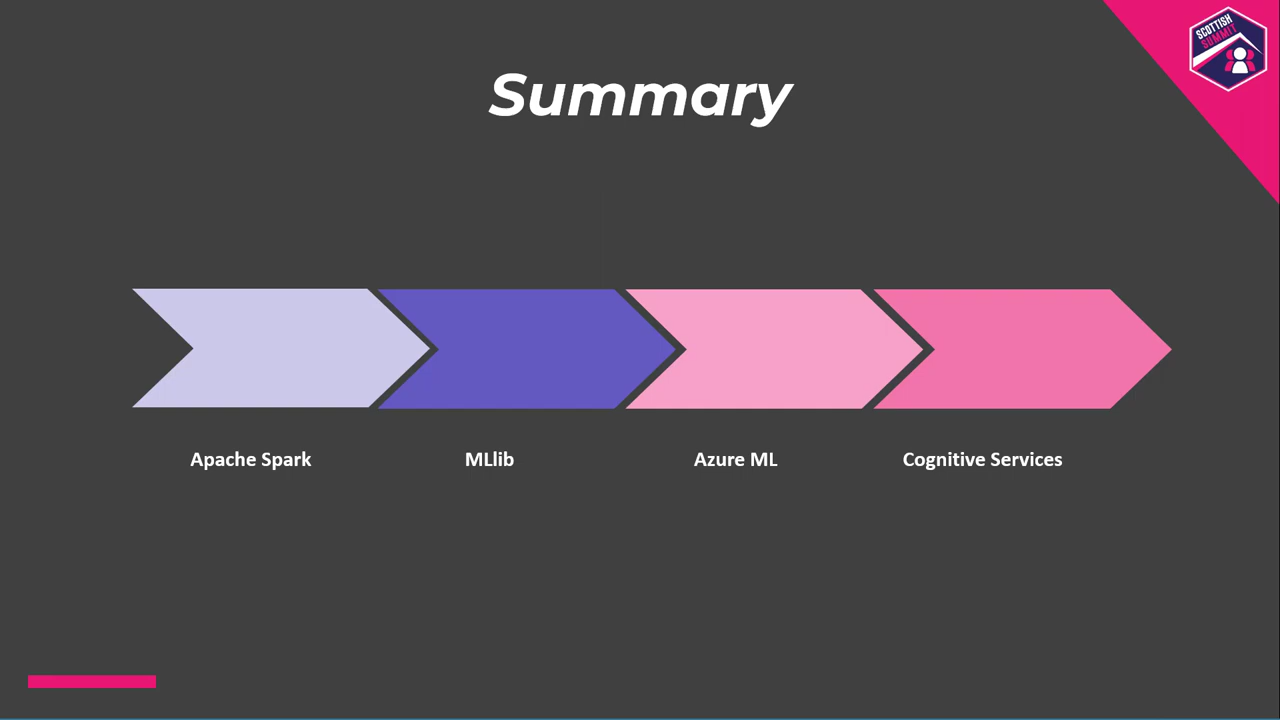 SCOTTISH
SUMMIT
Summary
Apache Spark
MLlib
Azure ML
Cognitive Services